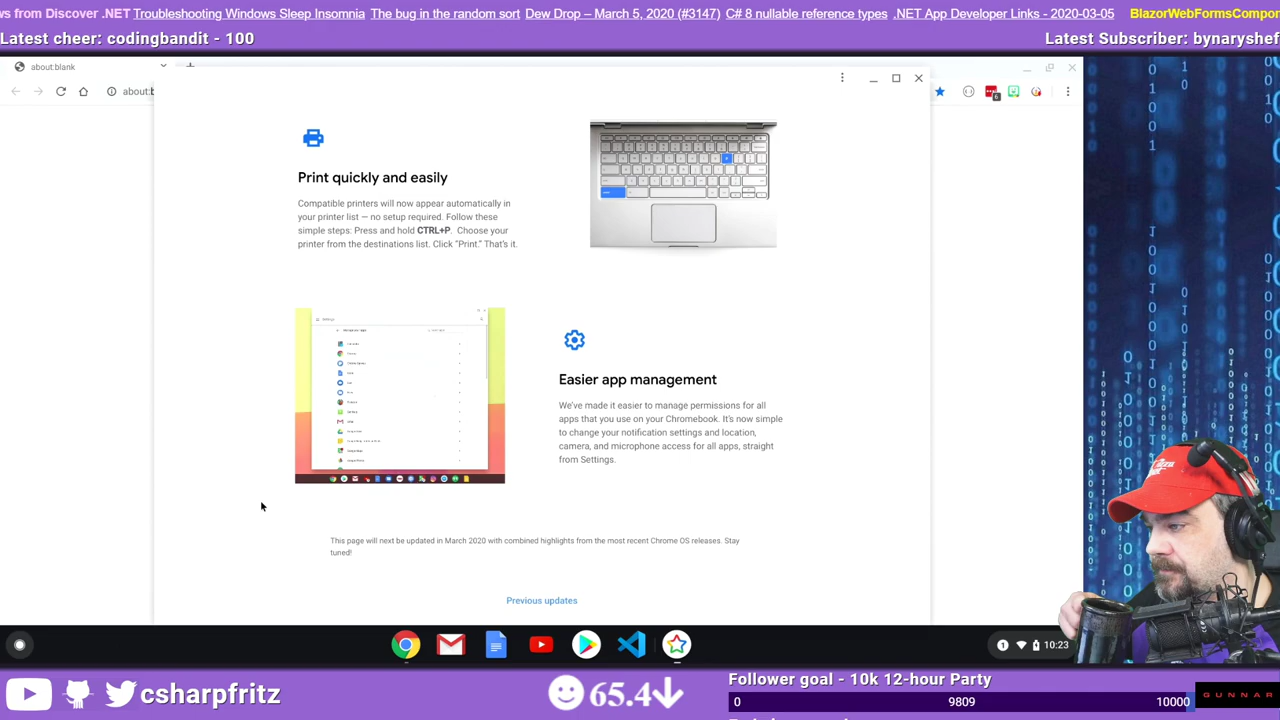 ws from Discover .NET Troubleshooting Windows Sleep Insomnia The bug in the random sort Dew Drop – March 5, 2020 (#3147) C# 8 nullable reference types .NET App Developer Links - 2020-03-05 BlazorWebFormsCompor
Latest cheer: codingbandit - 100
Latest Subscriber: bynaryshef
about:blank
about:b
6
Print quickly and easily
Compatible printers will now appear automatically in
your printer list — no setup required. Follow these
simple steps: Press and hold CTRL+P. Choose your
printer from the destinations list. Click “Print.” That’s it.
Easier app management
We’ve made it easier to manage permissions for all
apps that you use on your Chromebook. It’s now simple
to change your notification settings and location,
camera, and microphone access for all apps, straight
from Settings.
This page will next be updated in March 2020 with combined highlights from the most recent Chrome OS releases. Stay
tuned!
Previous updates
1
10:23
csharpfritz
65.4
Follower goal - 10k 12-hour Party
0 9809 10000
GUNNAR